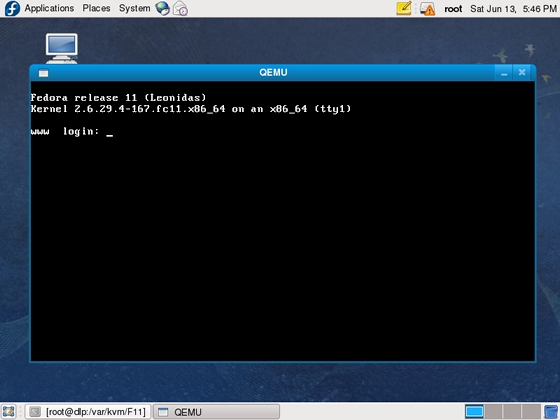 Applications Places System root Sat Jun 13, 5:46 PM
QEMU
Fedora release 11 (Leonidas)
Kernel 2.6.29.4-167.fc11.x86_64 on an x86_64 (tty1)
www login: _
[root@dlp:/var/kvm/F11] QEMU